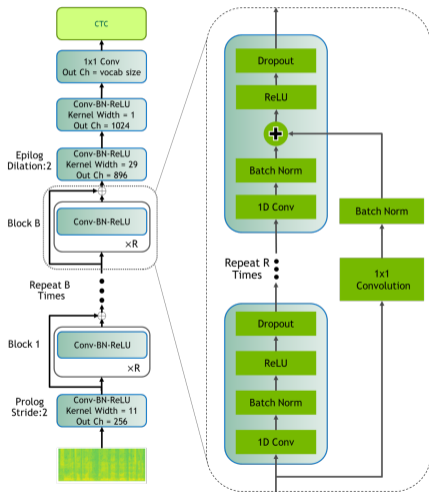 CTC
1x1 Conv
Out Ch = vocab size
Conv-BN-ReLU
Kernel Width = 1
Out Ch = 1024
Epilog
Dilation:2
Conv-BN-ReLU
Kernel Width = 29
Out Ch = 896
Block B
Conv-BN-ReLU
×R
Repeat B
Times
Block 1
Conv-BN-ReLU
×R
Prolog
Stride:2
Conv-BN-ReLU
Kernel Width = 11
Out Ch = 256
Dropout
ReLU
+
Batch Norm
1D Conv
Batch Norm
Repeat R
Times
1x1
Convolution
Dropout
ReLU
Batch Norm
1D Conv